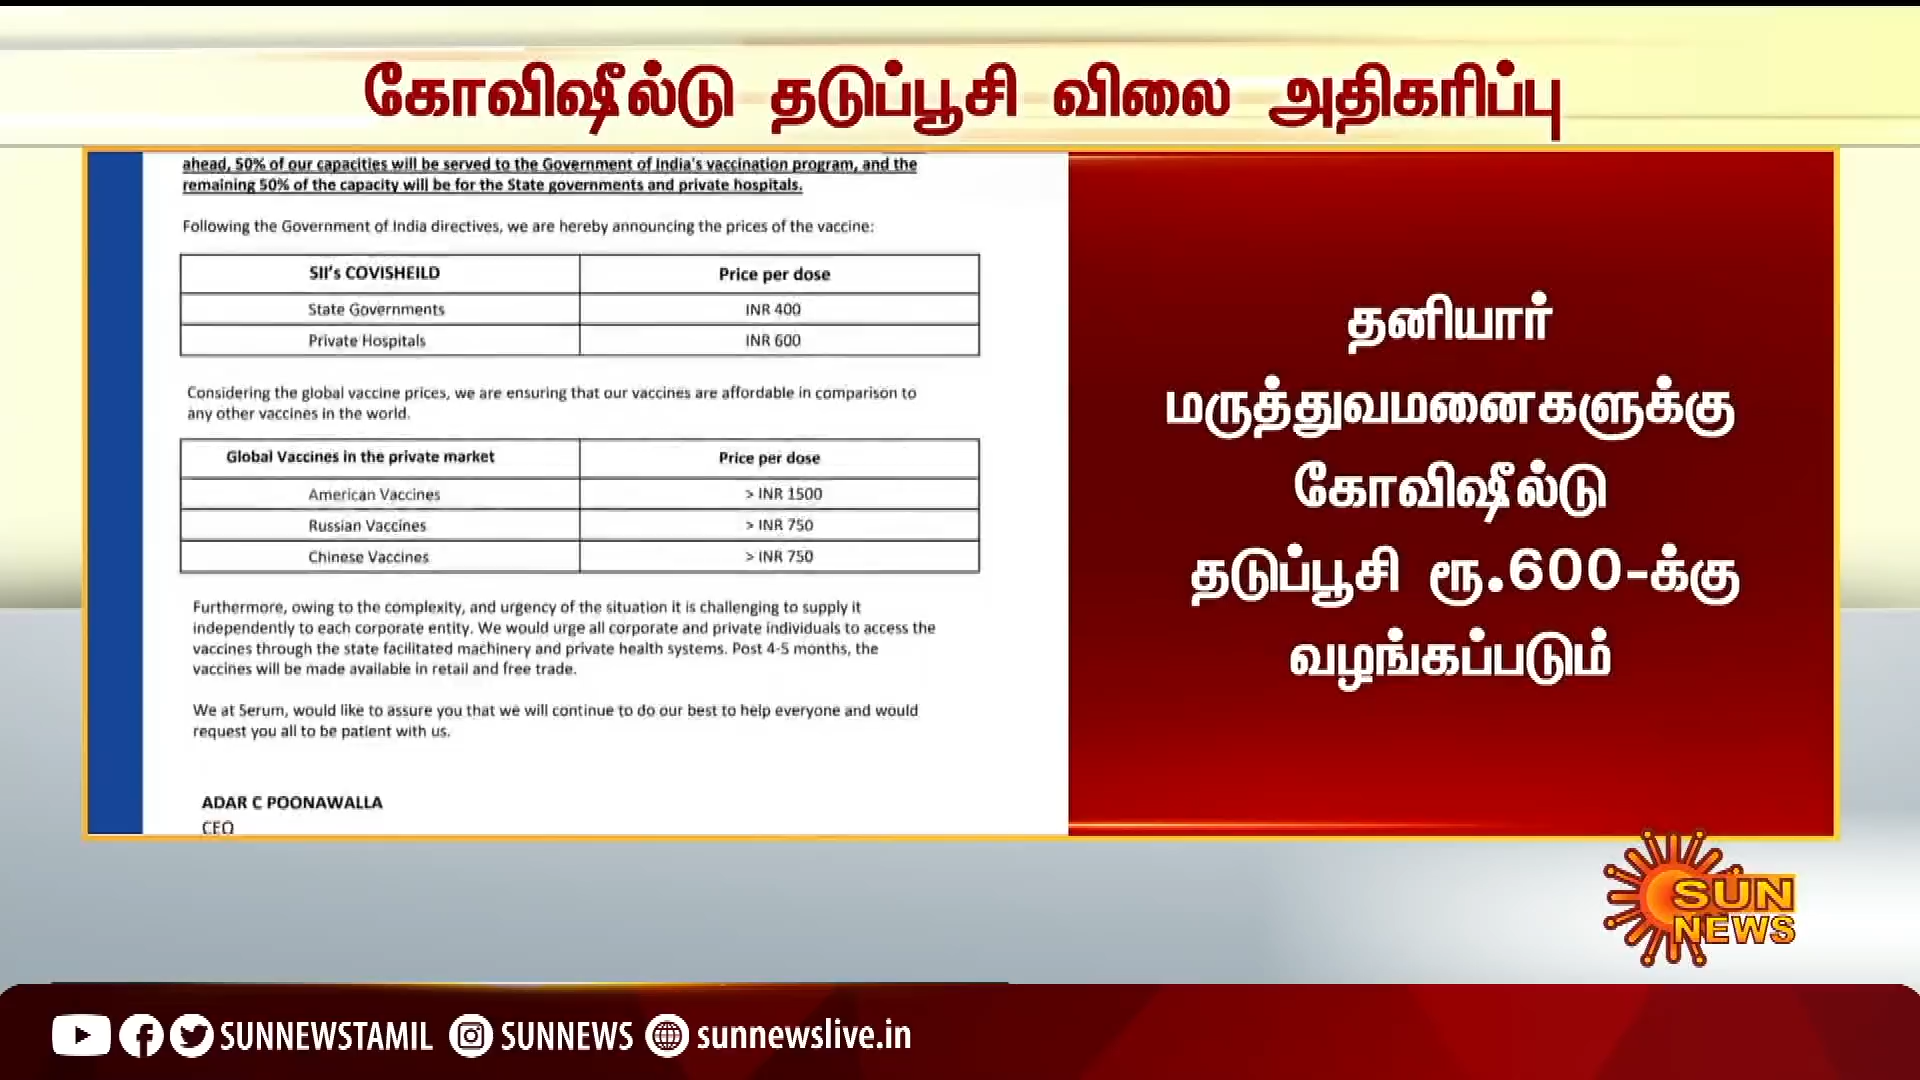 கோவிஷீல்டு தடுப்பூசி விலை அதிகரிப்பு
ahead, 50% of our capacities will be served to the Government of India's vaccination program, and the
remaining 50% of the capacity will be for the State governments and private hospitals.
Following the Government of India directives, we are hereby announcing the prices of the vaccine:
SII's COVISHEILD Price per dose
State Governments INR 400
Private Hospitals INR 600
Considering the global vaccine prices, we are ensuring that our vaccines are affordable in comparison to
any other vaccines in the world.
Global Vaccines in the private market Price per dose
American Vaccines > INR 1500
Russian Vaccines > INR 750
Chinese Vaccines > INR 750
Furthermore, owing to the complexity, and urgency of the situation it is challenging to supply it
independently to each corporate entity. We would urge all corporate and private individuals to access the
vaccines through the state facilitated machinery and private health systems. Post 4-5 months, the
vaccines will be made available in retail and free trade.
We at Serum, would like to assure you that we will continue to do our best to help everyone and would
request you all to be patient with us.
ADAR C POONAWALLA
CEO
தனியார்
மருத்துவமனைகளுக்கு
கோவிஷீல்டு
தடுப்பூசி ரூ.600-க்கு
வழங்கப்படும்
SUN
NEWS
SUNNEWSTAMIL SUNNEWS sunnewslive.in